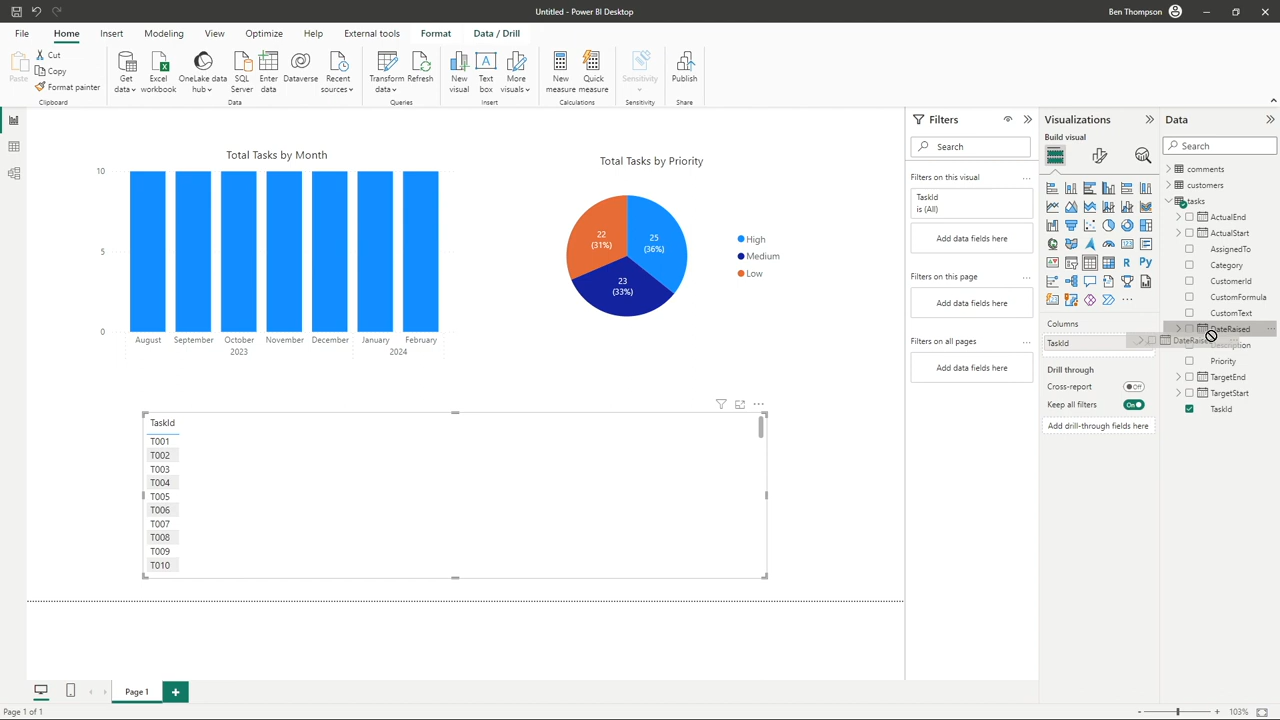 Untitled - Power BI Desktop
Ben Thompson
File
Home
Insert
Modeling
View
Optimize
Help
External tools
Format
Data / Drill
Paste
Cut
Copy
Format painter
Clipboard
Get data
Excel workbook
OneLake data hub
SQL Server
Enter data
Dataverse
Recent sources
Data
Transform data
Refresh
Queries
New visual
Text box
More visuals
Insert
New measure
Quick measure
Calculations
Sensitivity
Sensitivity
Publish
Share
Total Tasks by Month
10
5
0
August
September
October
November
December
January
February
2023
2024
Total Tasks by Priority
22
(31%)
25
(36%)
23
(33%)
High
Medium
Low
TaskId
T001
T002
T003
T004
T005
T006
T007
T008
T009
T010
Filters
Search
Filters on this visual
TaskId
is (All)
Add data fields here
Filters on this page
Add data fields here
Filters on all pages
Add data fields here
Visualizations
Build visual
123
R
Py
Columns
TaskId
Drill through
Cross-report
Off
Keep all filters
On
Add drill-through fields here
Data
Search
comments
customers
tasks
ActualEnd
ActualStart
AssignedTo
Category
CustomerId
CustomFormula
CustomText
DateRaised
Description
Priority
TargetEnd
TargetStart
TaskId
Page 1
Page 1 of 1
103%